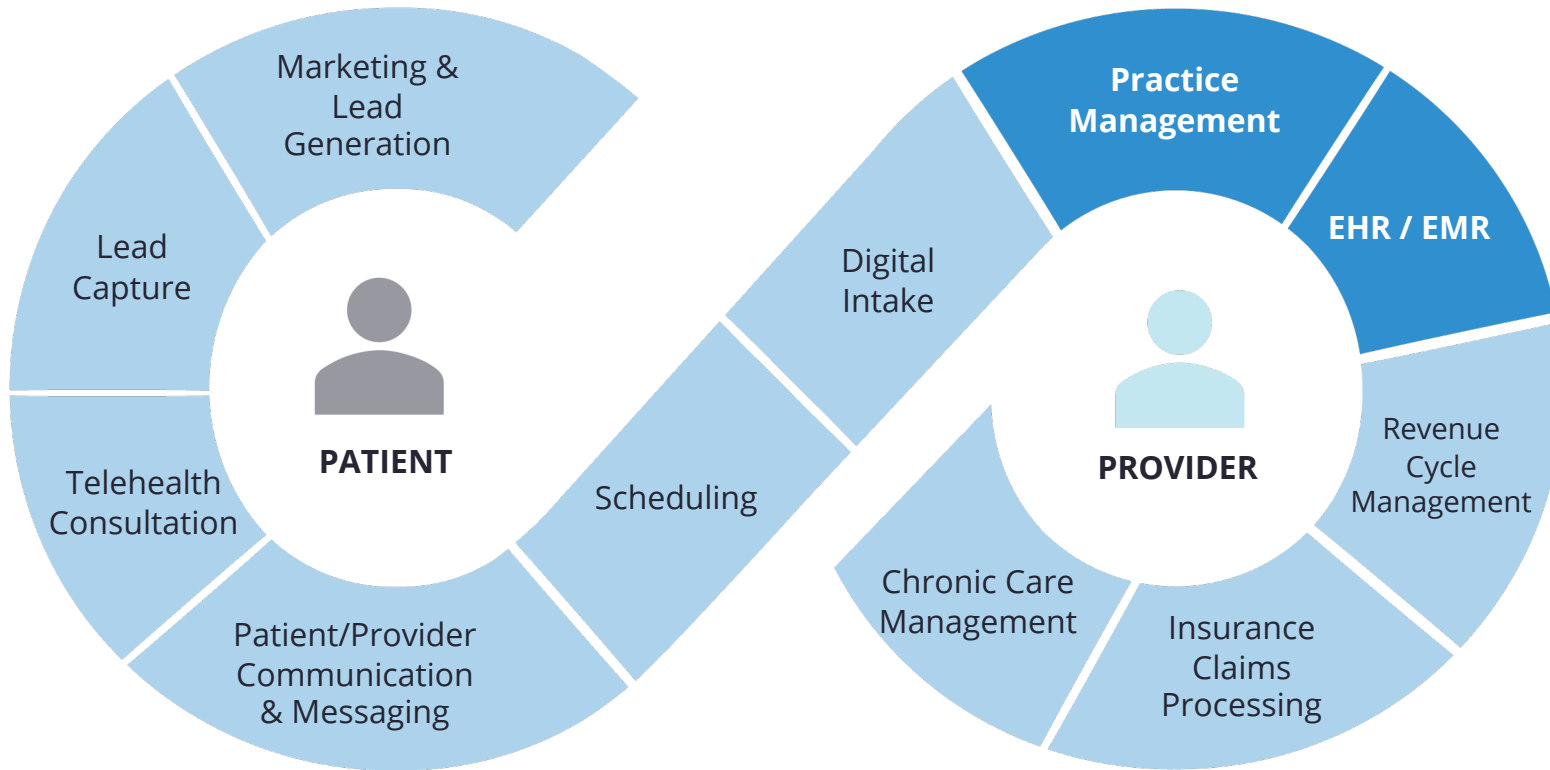 Marketing &
Lead
Generation
Lead
Capture
Telehealth
Consultation
Patient/Provider
Communication
& Messaging
PATIENT
Scheduling
Digital
Intake
Practice
Management
EHR / EMR
Revenue
Cycle
Management
Insurance
Claims
Processing
Chronic Care
Management
PROVIDER